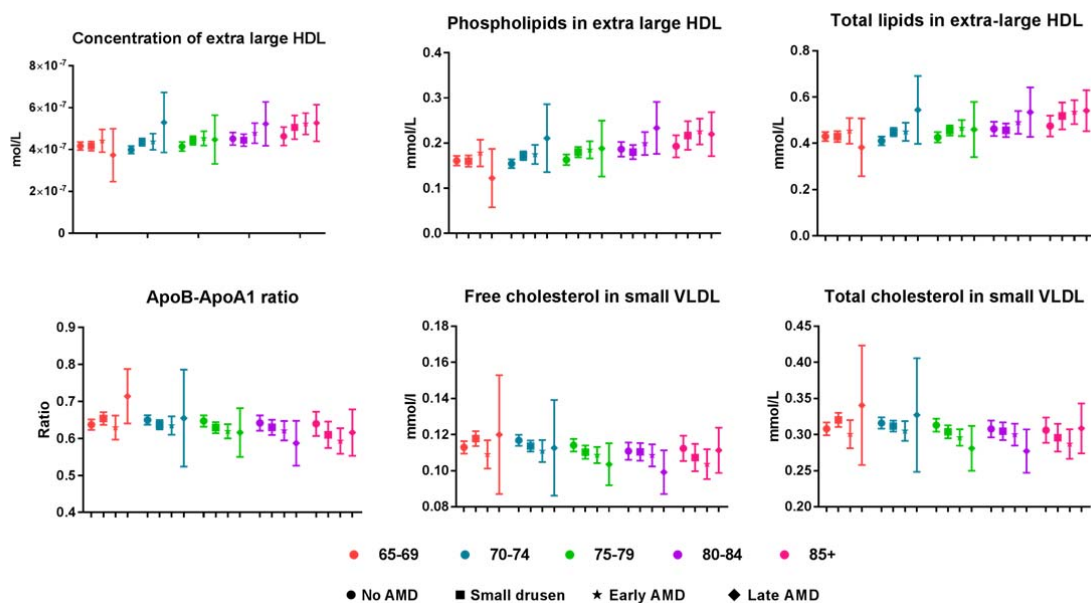 Concentration of extra large HDL
mol/L
8×10⁻⁷
6×10⁻⁷
4×10⁻⁷
2×10⁻⁷
0
Phospholipids in extra large HDL
mmol/L
0.4
0.3
0.2
0.1
0.0
Total lipids in extra-large HDL
mmol/L
0.8
0.6
0.4
0.2
0.0
ApoB-ApoA1 ratio
Ratio
0.9
0.8
0.7
0.6
0.5
0.4
Free cholesterol in small VLDL
mmol/l
0.18
0.16
0.14
0.12
0.10
0.08
Total cholesterol in small VLDL
mmol/L
0.45
0.40
0.35
0.30
0.25
0.20
65-69 70-74 75-79 80-84 85+
No AMD Small drusen Early AMD Late AMD